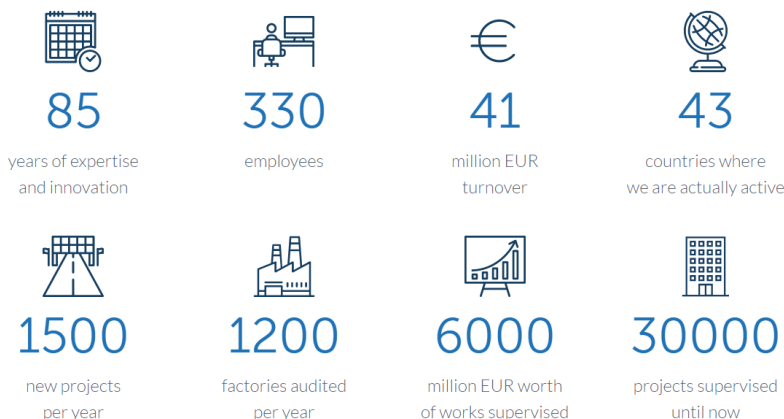 85
years of expertise
and innovation
330
employees
€
41
million EUR
turnover
43
countries where
we are actually active
1500
new projects
per year
1200
factories audited
per year
6000
million EUR worth
of works supervised
30000
projects supervised
until now